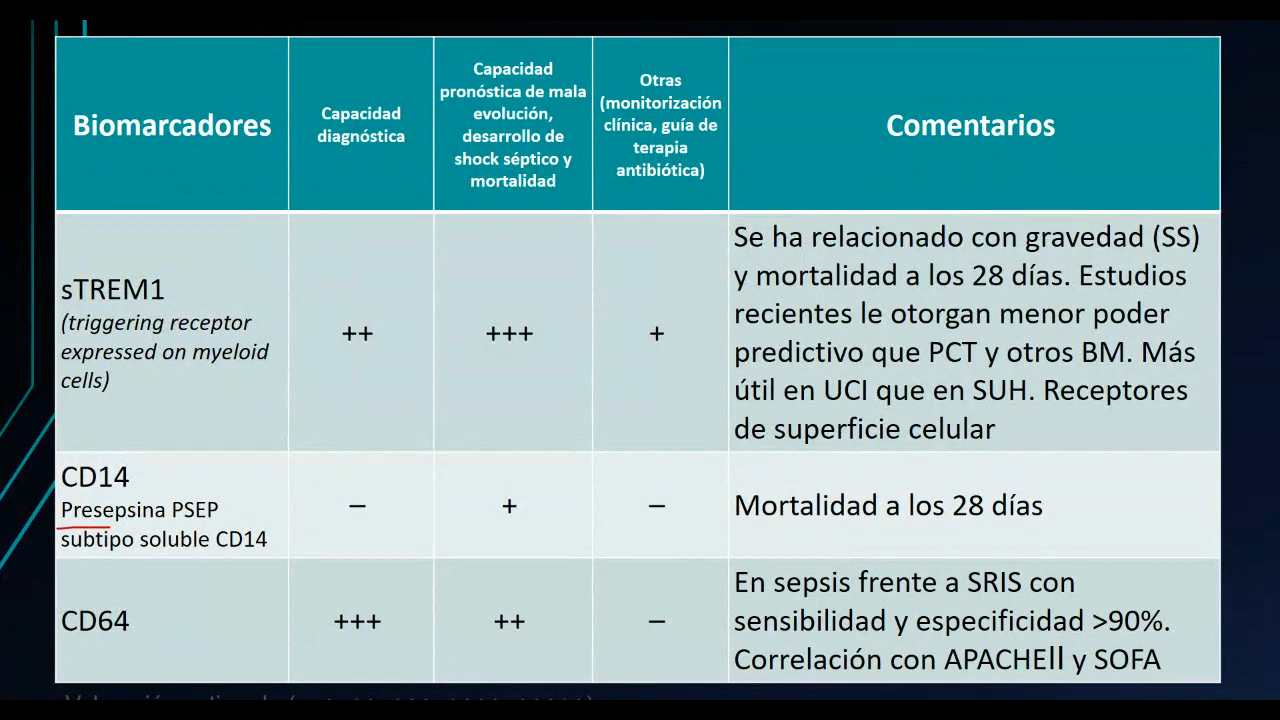 Biomarcadores
Capacidad
diagnóstica
Capacidad
pronóstica de mala
evolución,
desarrollo de
shock séptico y
mortalidad
Otras
(monitorización
clínica, guía de
terapia
antibiótica)
Comentarios
sTREM1
(triggering receptor
expressed on myeloid
cells)
++
+++
+
Se ha relacionado con gravedad (SS)
y mortalidad a los 28 días. Estudios
recientes le otorgan menor poder
predictivo que PCT y otros BM. Más
útil en UCI que en SUH. Receptores
de superficie celular
CD14
Presepsina PSEP
subtipo soluble CD14
–
+
–
Mortalidad a los 28 días
CD64
+++
++
–
En sepsis frente a SRIS con
sensibilidad y especificidad >90%.
Correlación con APACHEll y SOFA